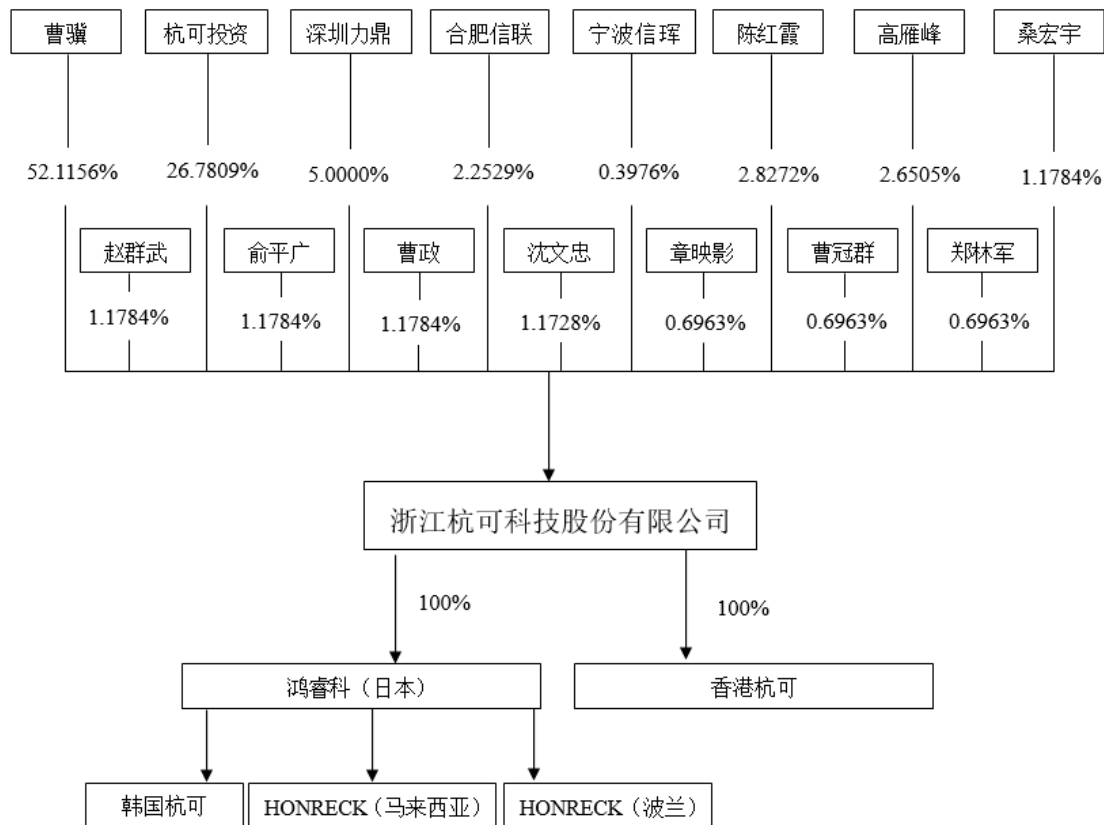 曹骥 杭可投资 深圳力鼎 合肥信联 宁波信珲 陈红霞 高雁峰 桑宏宇
52.1156% 26.7809% 5.0000% 2.2529% 0.3976% 2.8272% 2.6505% 1.1784%
赵群武 俞平广 曹政 沈文忠 章映影 曹冠群 郑林军
1.1784% 1.1784% 1.1784% 1.1728% 0.6963% 0.6963% 0.6963%
浙江杭可科技股份有限公司
100% 100%
鸿睿科（日本） 香港杭可
韩国杭可 HONRECK（马来西亚） HONRECK（波兰）